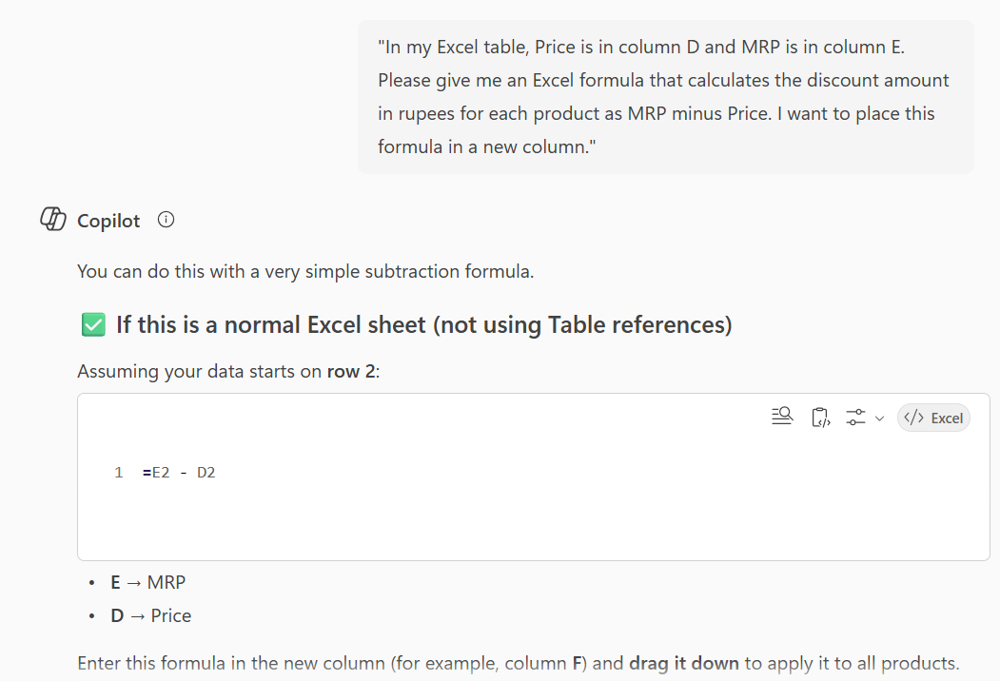 "In my Excel table, Price is in column D and MRP is in column E.
Please give me an Excel formula that calculates the discount amount
in rupees for each product as MRP minus Price. I want to place this
formula in a new column."
Copilot
You can do this with a very simple subtraction formula.
✅ If this is a normal Excel sheet (not using Table references)
Assuming your data starts on row 2:
</> Excel
1 =E2 - D2
• E → MRP
• D → Price
Enter this formula in the new column (for example, column F) and drag it down to apply it to all products.